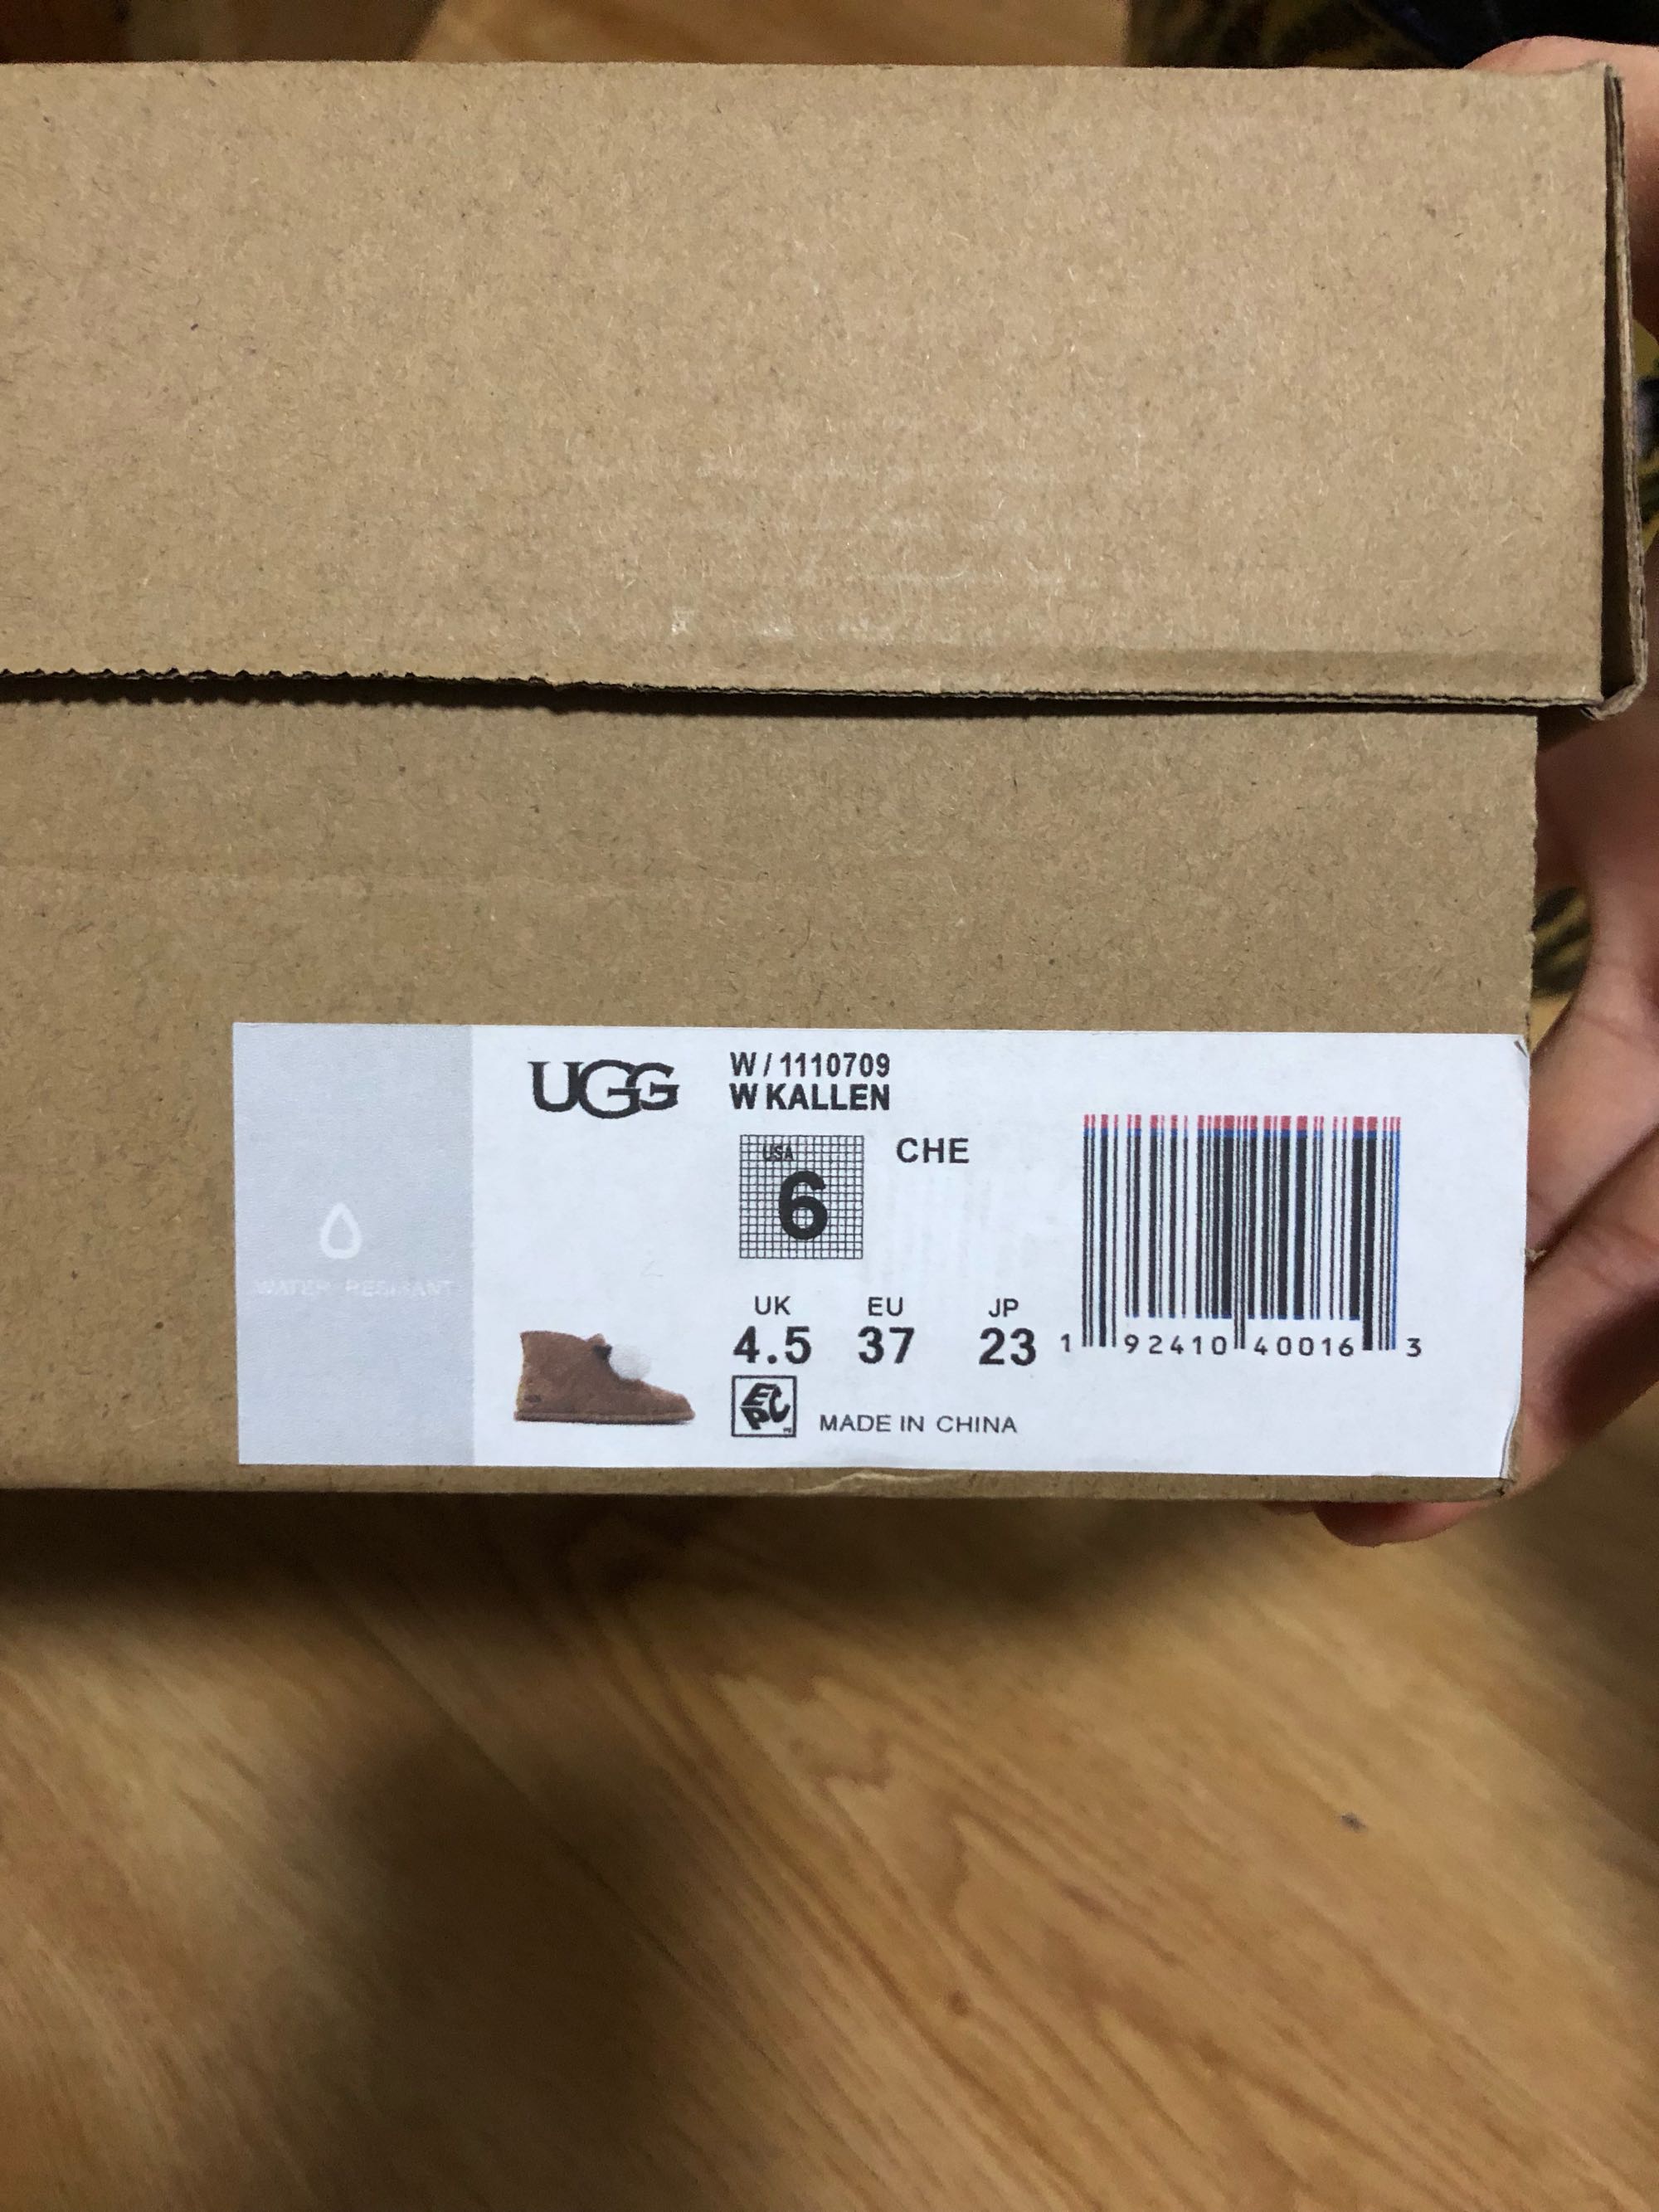 WATER RESISTANT
UGG
W / 1110709
W KALLEN
USA
6
CHE
UK EU JP
4.5 37 23
1 92410 40016 3
EPC
MADE IN CHINA